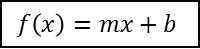 f(x) = mx + b